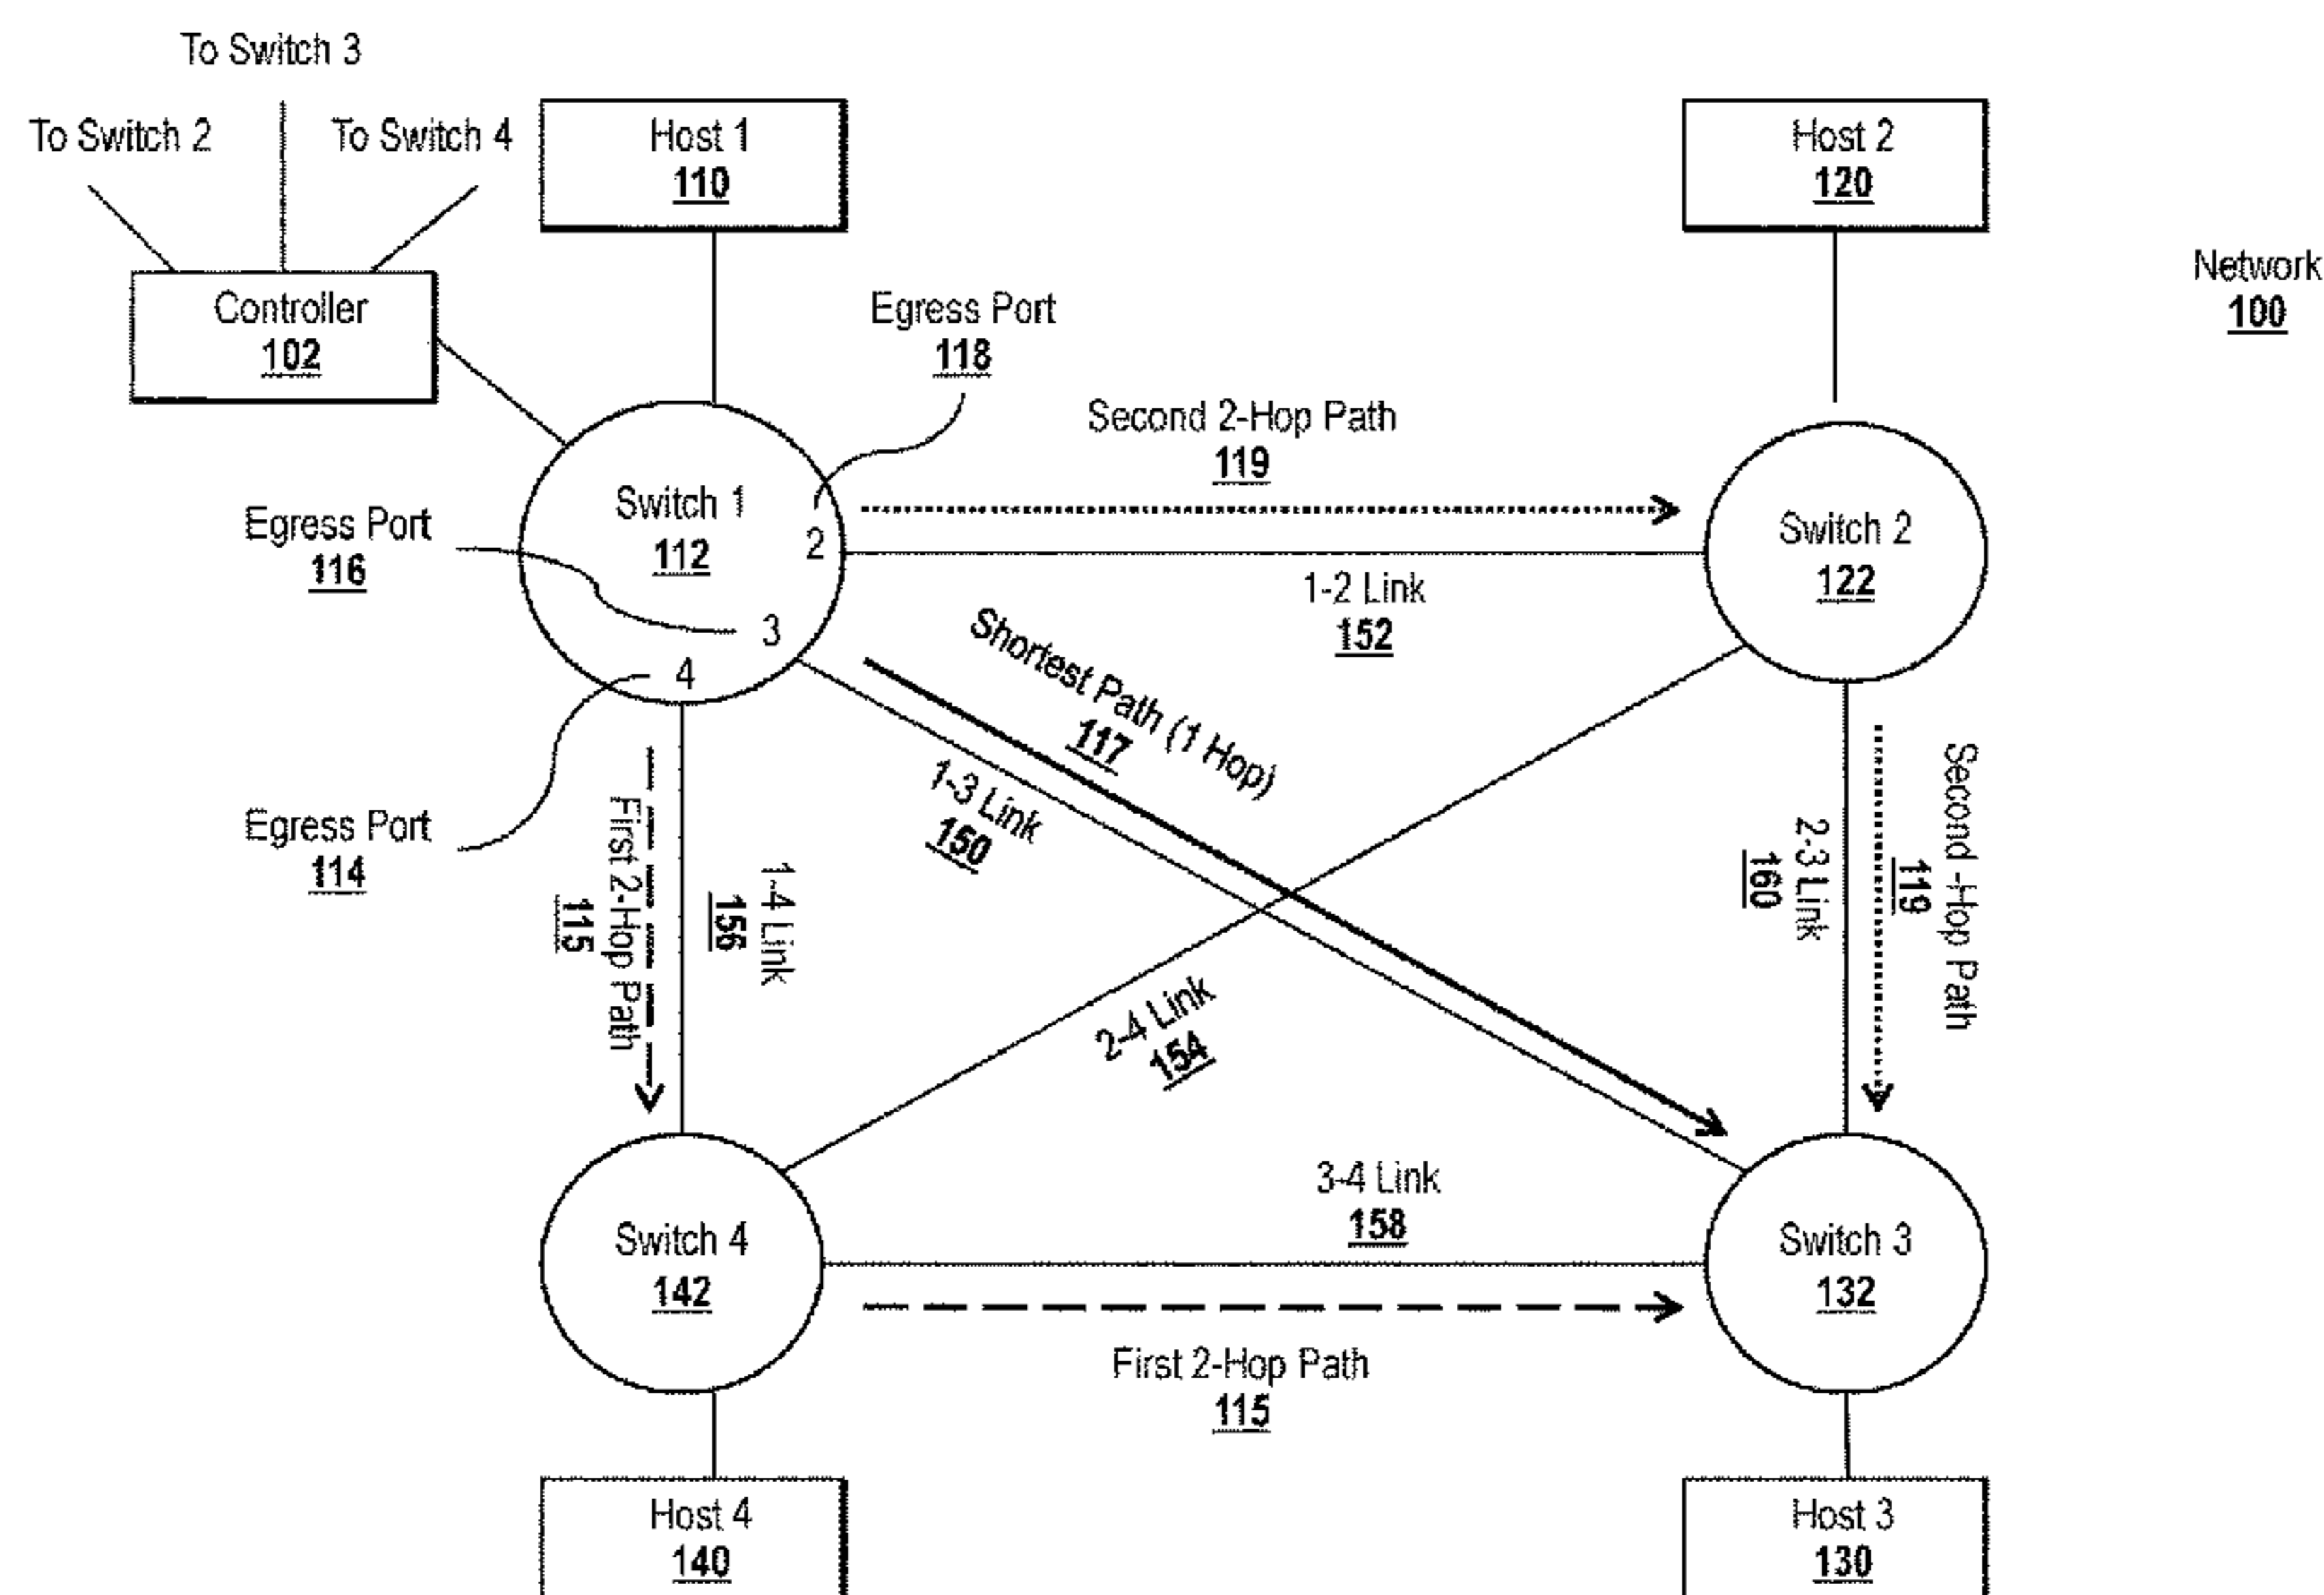 To Switch 3
To Switch 2
To Switch 4
Host 1
110
Host 2
120
Network
100
Controller
102
Egress Port
118
Second 2-Hop Path
119
Switch 1
112
2
3
4
Egress Port
116
Switch 2
122
1-2 Link
152
Shortest Path (1 Hop)
117
1-3 Link
150
Egress Port
114
First 2-Hop Path
115
1-4 Link
156
2-3 Link
160
Second -Hop Path
119
2-4 Link
154
3-4 Link
158
Switch 4
142
Switch 3
132
First 2-Hop Path
115
Host 4
140
Host 3
130